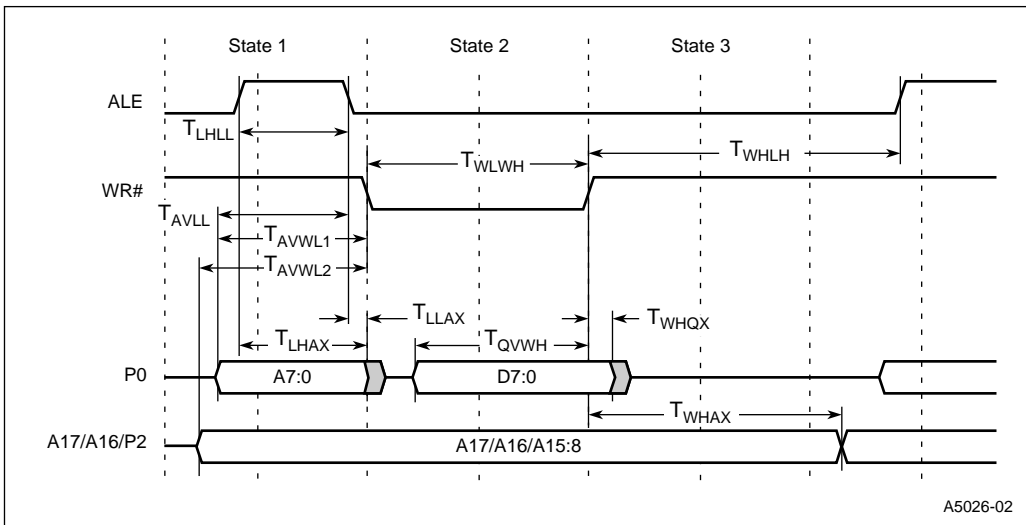 State 1 State 2 State 3
ALE
T_LHLL
T_WLWH T_WHLH
WR#
T_AVLL
T_AVWL1
T_AVWL2
T_LLAX T_WHQX
T_LHAX T_QVWH
P0 A7:0 D7:0
T_WHAX
A17/A16/P2 A17/A16/A15:8
A5026-02